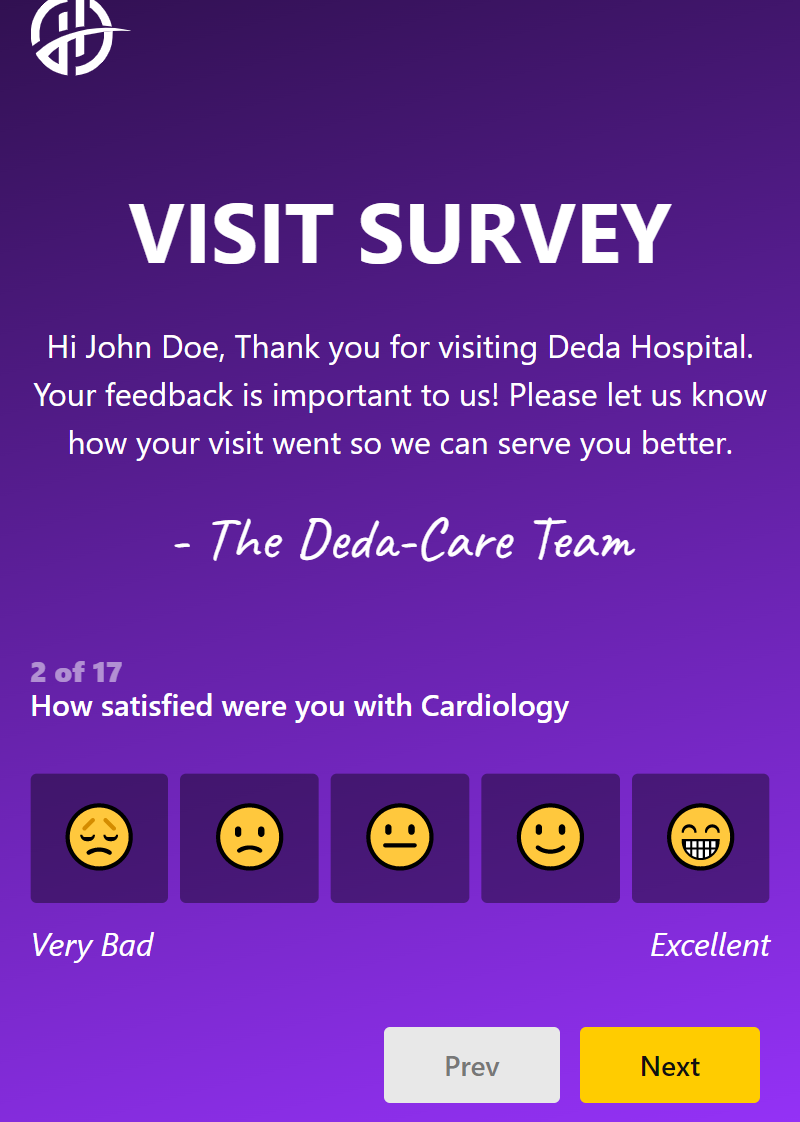 VISIT SURVEY
Hi John Doe, Thank you for visiting Deda Hospital.
Your feedback is important to us! Please let us know
how your visit went so we can serve you better.
- The Deda-Care Team
2 of 17
How satisfied were you with Cardiology
Very Bad
Excellent
Prev
Next